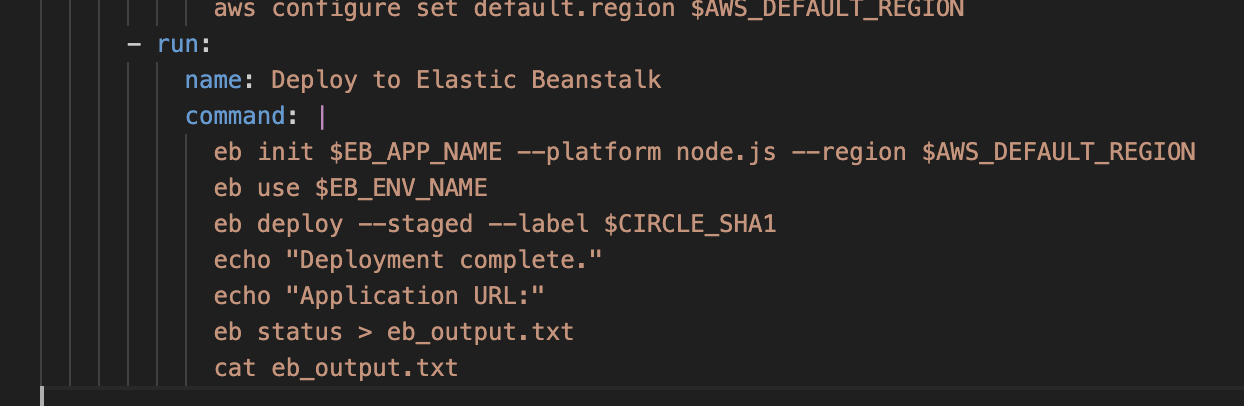 aws configure set default.region $AWS_DEFAULT_REGION
- run:
name: Deploy to Elastic Beanstalk
command: |
eb init $EB_APP_NAME --platform node.js --region $AWS_DEFAULT_REGION
eb use $EB_ENV_NAME
eb deploy --staged --label $CIRCLE_SHA1
echo "Deployment complete."
echo "Application URL:"
eb status > eb_output.txt
cat eb_output.txt